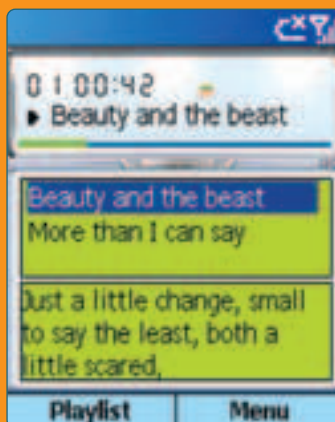 01 00:42
Beauty and the beast
Beauty and the beast
More than I can say
Just a little change, small
to say the least, both a
little scared,
Playlist Menu